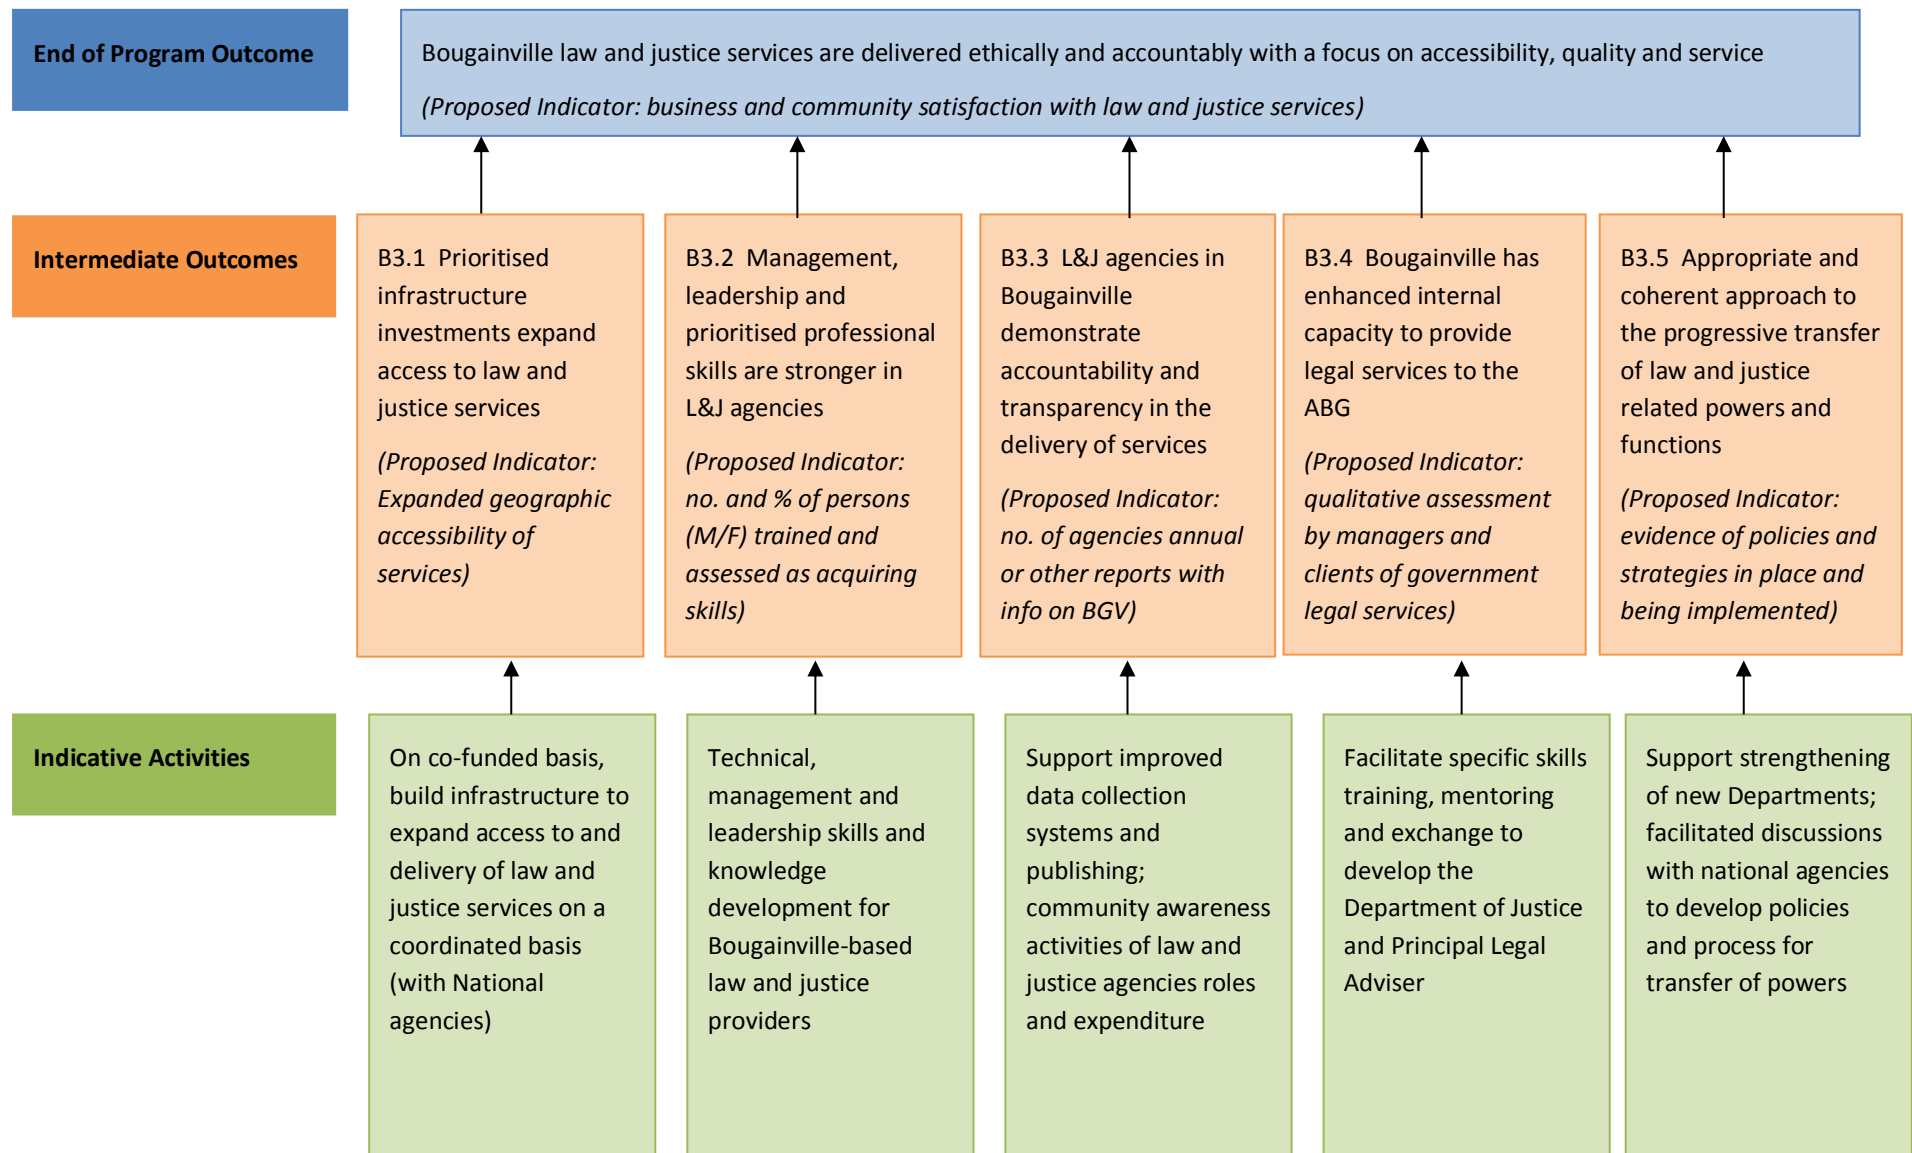 End of Program Outcome
Bougainville law and justice services are delivered ethically and accountably with a focus on accessibility, quality and service
(Proposed Indicator: business and community satisfaction with law and justice services)
Intermediate Outcomes
B3.1 Prioritised
infrastructure
investments expand
access to law and
justice services
(Proposed Indicator:
Expanded geographic
accessibility of
services)
B3.2 Management,
leadership and
prioritised professional
skills are stronger in
L&J agencies
(Proposed Indicator:
no. and % of persons
(M/F) trained and
assessed as acquiring
skills)
B3.3 L&J agencies in
Bougainville
demonstrate
accountability and
transparency in the
delivery of services
(Proposed Indicator:
no. of agencies annual
or other reports with
info on BGV)
B3.4 Bougainville has
enhanced internal
capacity to provide
legal services to the
ABG
(Proposed Indicator:
qualitative assessment
by managers and
clients of government
legal services)
B3.5 Appropriate and
coherent approach to
the progressive transfer
of law and justice
related powers and
functions
(Proposed Indicator:
evidence of policies and
strategies in place and
being implemented)
Indicative Activities
On co-funded basis,
build infrastructure to
expand access to and
delivery of law and
justice services on a
coordinated basis
(with National
agencies)
Technical,
management and
leadership skills and
knowledge
development for
Bougainville-based
law and justice
providers
Support improved
data collection
systems and
publishing;
community awareness
activities of law and
justice agencies roles
and expenditure
Facilitate specific skills
training, mentoring
and exchange to
develop the
Department of Justice
and Principal Legal
Adviser
Support strengthening
of new Departments;
facilitated discussions
with national agencies
to develop policies
and process for
transfer of powers